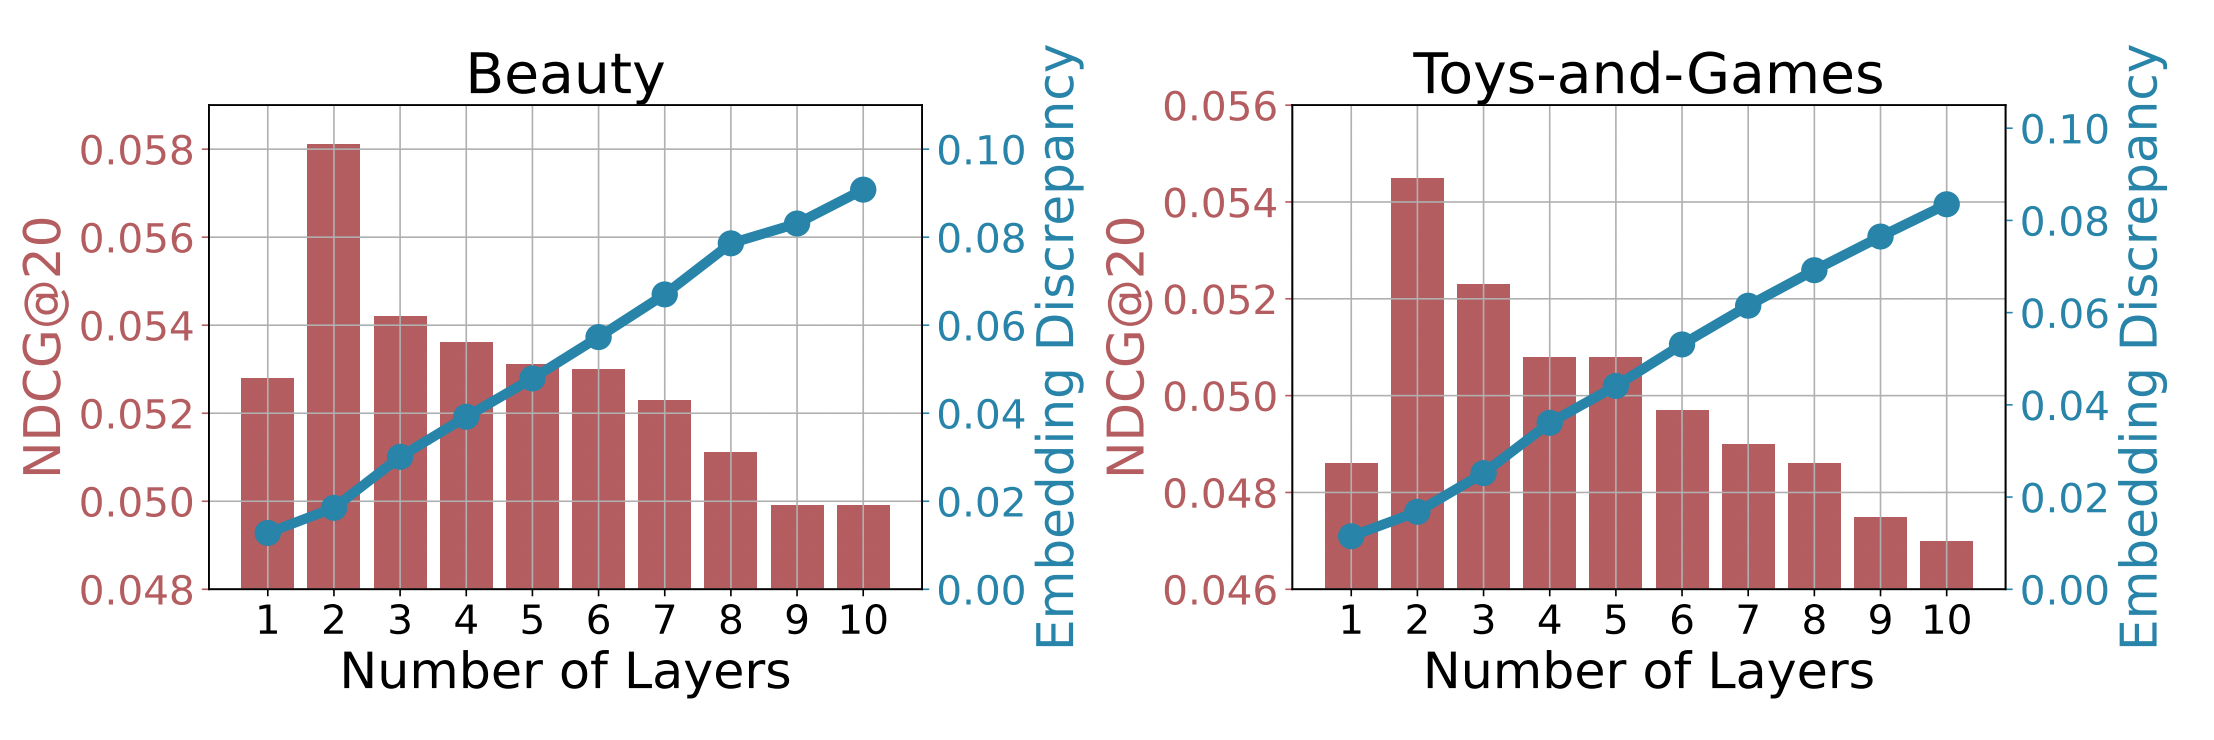 Beauty
NDCG@20
0.058
0.056
0.054
0.052
0.050
0.048
0.10
0.08
0.06
0.04
0.02
0.00
Embedding Discrepancy
1 2 3 4 5 6 7 8 9 10
Number of Layers
Toys-and-Games
NDCG@20
0.056
0.054
0.052
0.050
0.048
0.046
0.10
0.08
0.06
0.04
0.02
0.00
Embedding Discrepancy
1 2 3 4 5 6 7 8 9 10
Number of Layers